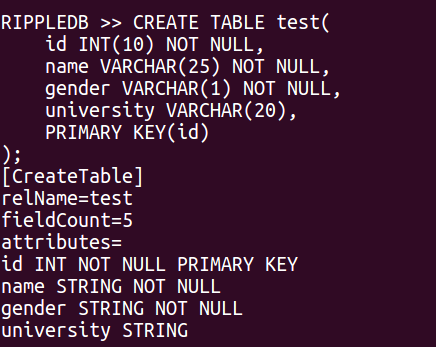 RIPPLEDB >> CREATE TABLE test(
    id INT(10) NOT NULL,
    name VARCHAR(25) NOT NULL,
    gender VARCHAR(1) NOT NULL,
    university VARCHAR(20),
    PRIMARY KEY(id)
);
[CreateTable]
relName=test
fieldCount=5
attributes=
id INT NOT NULL PRIMARY KEY
name STRING NOT NULL
gender STRING NOT NULL
university STRING